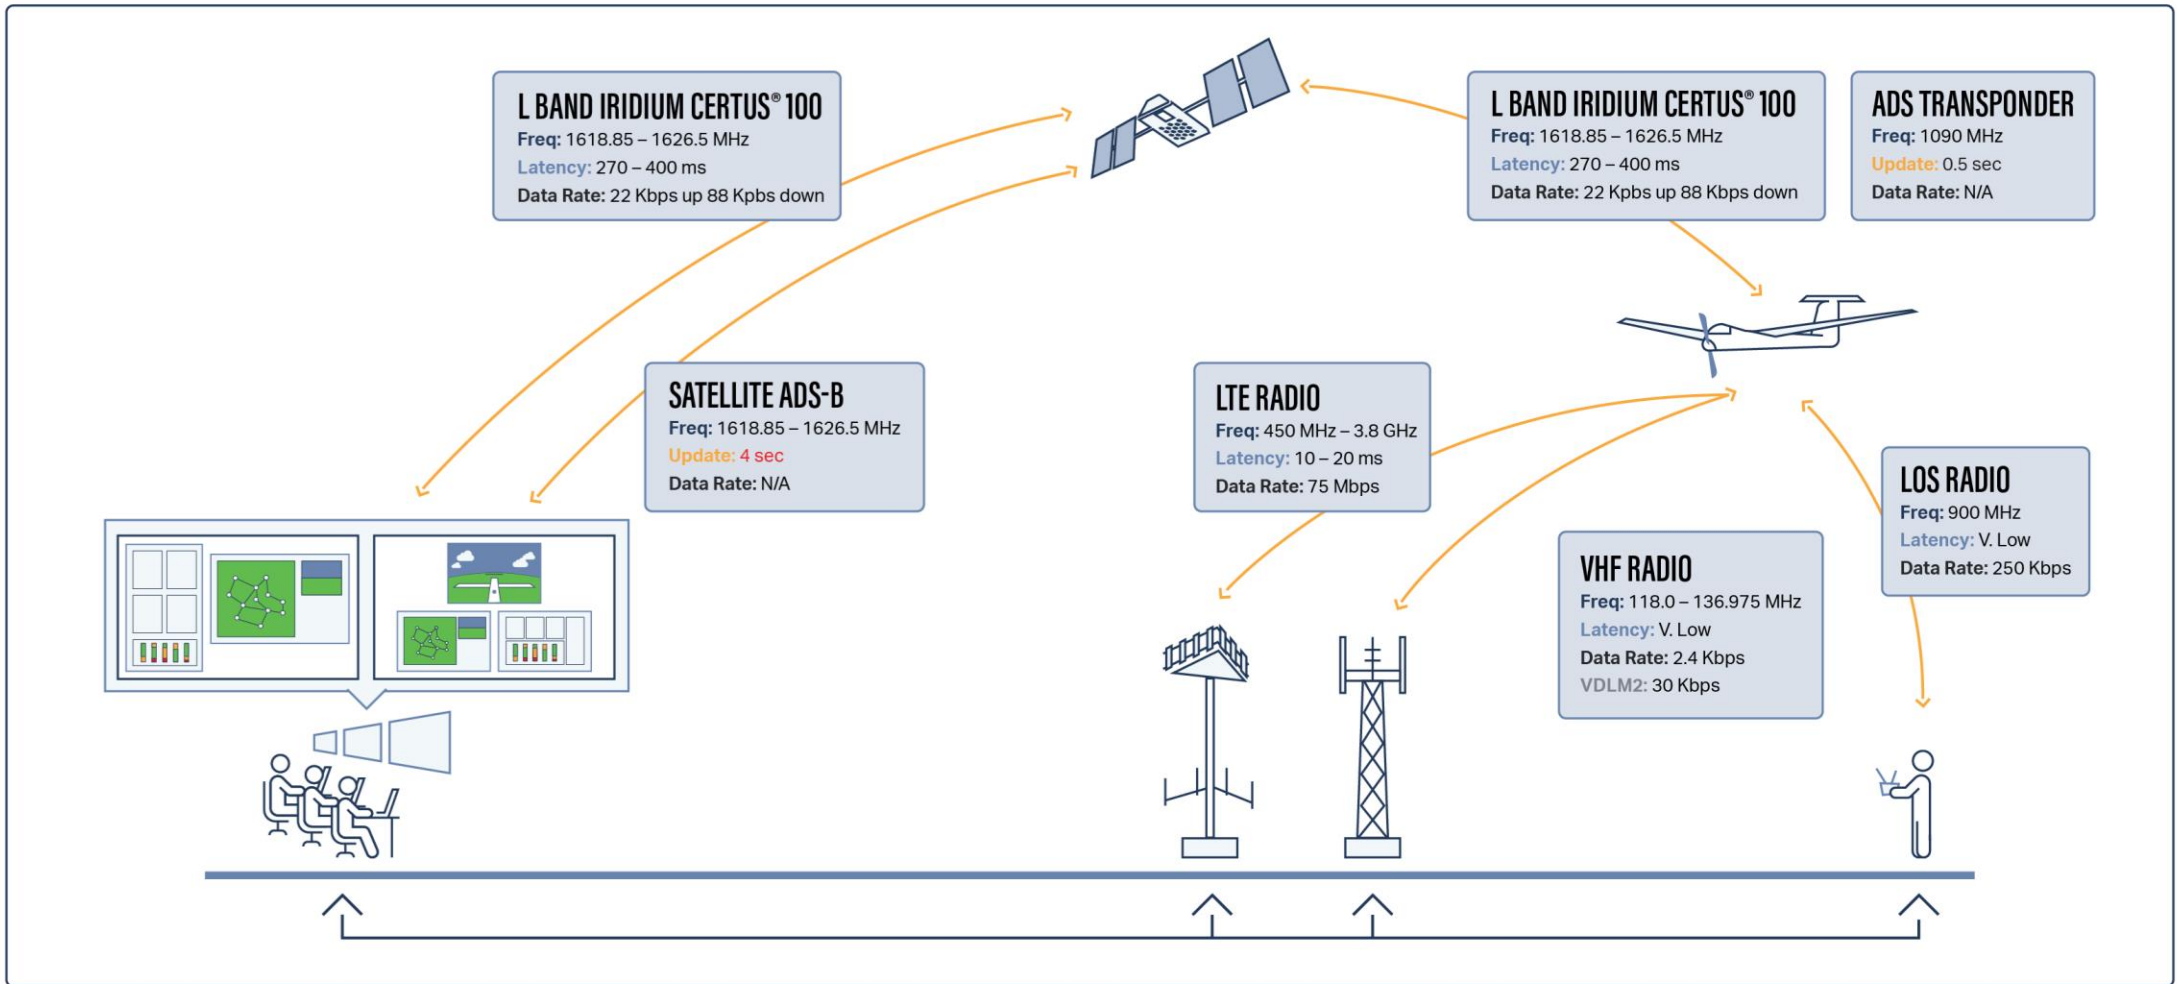 L BAND IRIDIUM CERTUS® 100
Freq: 1618.85 – 1626.5 MHz
Latency: 270 – 400 ms
Data Rate: 22 Kbps up 88 Kpbs down
L BAND IRIDIUM CERTUS® 100
Freq: 1618.85 – 1626.5 MHz
Latency: 270 – 400 ms
Data Rate: 22 Kpbs up 88 Kbps down
ADS TRANSPONDER
Freq: 1090 MHz
Update: 0.5 sec
Data Rate: N/A
SATELLITE ADS-B
Freq: 1618.85 – 1626.5 MHz
Update: 4 sec
Data Rate: N/A
LTE RADIO
Freq: 450 MHz – 3.8 GHz
Latency: 10 – 20 ms
Data Rate: 75 Mbps
LOS RADIO
Freq: 900 MHz
Latency: V. Low
Data Rate: 250 Kbps
VHF RADIO
Freq: 118.0 – 136.975 MHz
Latency: V. Low
Data Rate: 2.4 Kbps
VDLM2: 30 Kbps